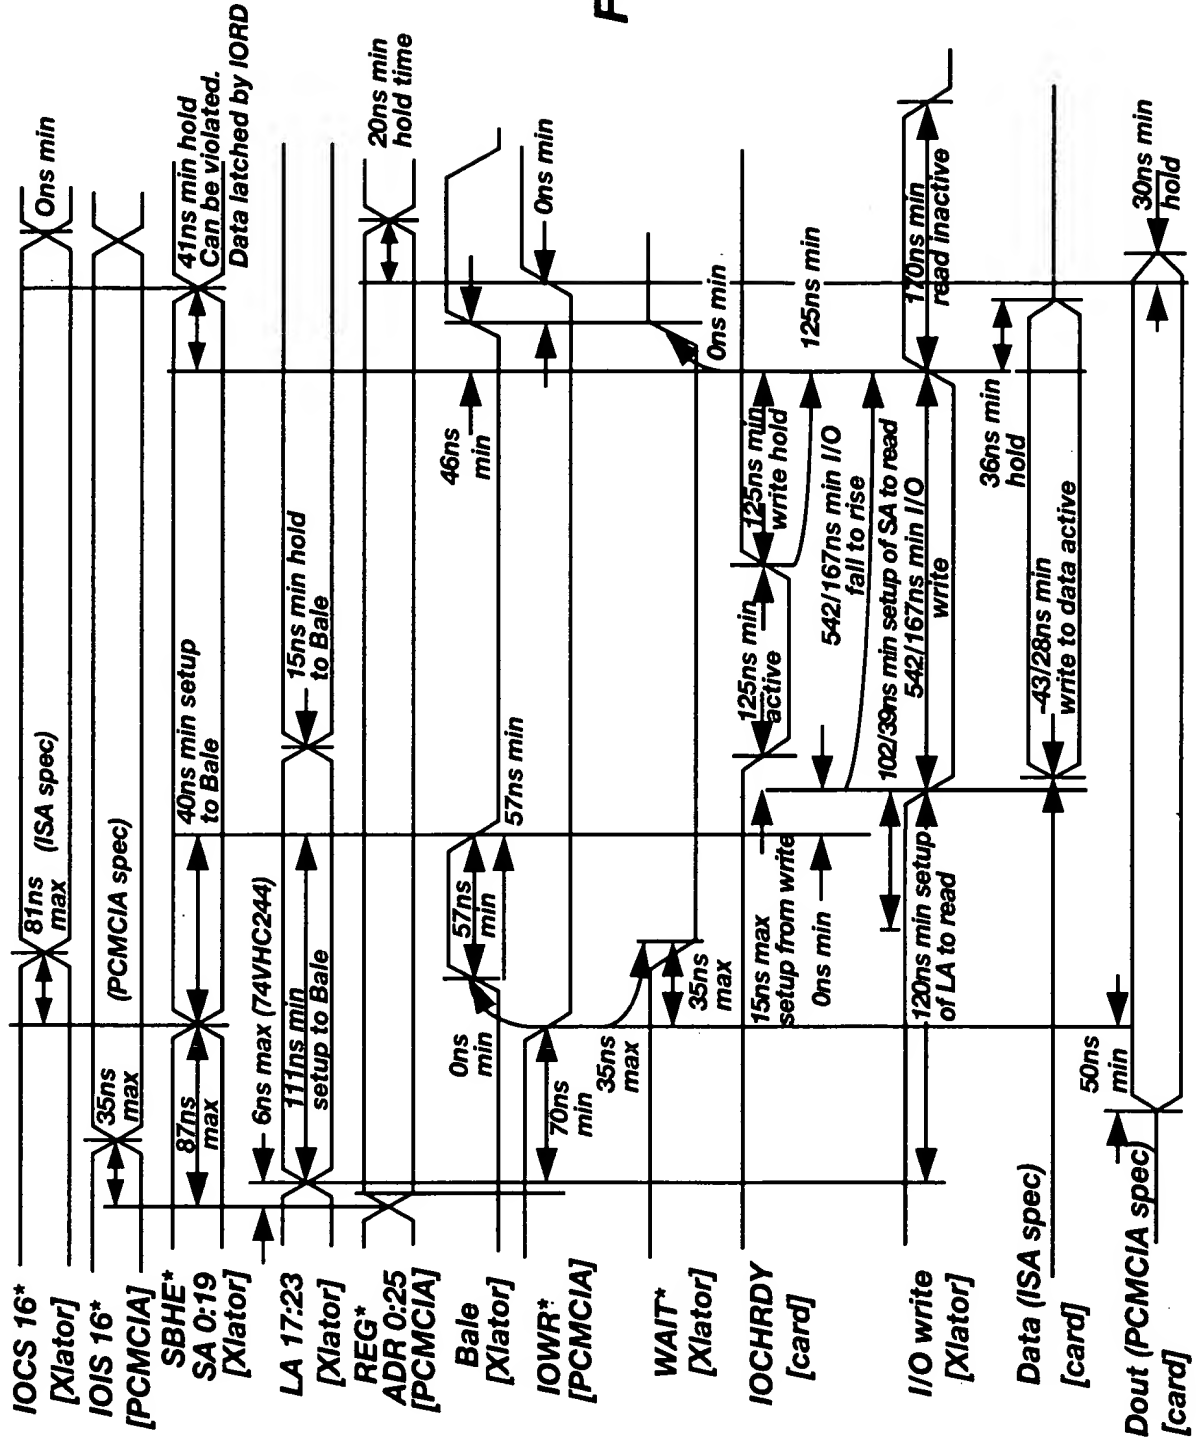 IOCS 16*
[Xlator]
IOIS 16*
[PCMCIA]
SBHE*
SA 0:19
[Xlator]
LA 17:23
[Xlator]
REG*
ADR 0:25
[PCMCIA]
Bale
[Xlator]
IOWR*
[PCMCIA]
WAIT*
[Xlator]
IOCHRDY
[card]
I/O write
[Xlator]
Data (ISA spec)
[card]
Dout (PCMCIA spec)
[card]
81ns
max
(ISA spec)
0ns min
35ns
max
(PCMCIA spec)
87ns
max
40ns min setup
to Bale
41ns min hold
Can be violated.
Data latched by IORD
6ns max (74VHC244)
111ns min
setup to Bale
15ns min hold
to Bale
20ns min
hold time
0ns
min
57ns
min
57ns min
46ns
min
70ns
min
0ns min
35ns
max
35ns
max
0ns min
15ns max
setup from write
125ns min
active
125ns min
write hold
125ns min
0ns min
542/167ns min I/O
fall to rise
102/39ns min setup of SA to read
120ns min setup
of LA to read
542/167ns min I/O
write
170ns min
read inactive
-43/28ns min
write to data active
36ns min
hold
50ns
min
30ns min
hold
F